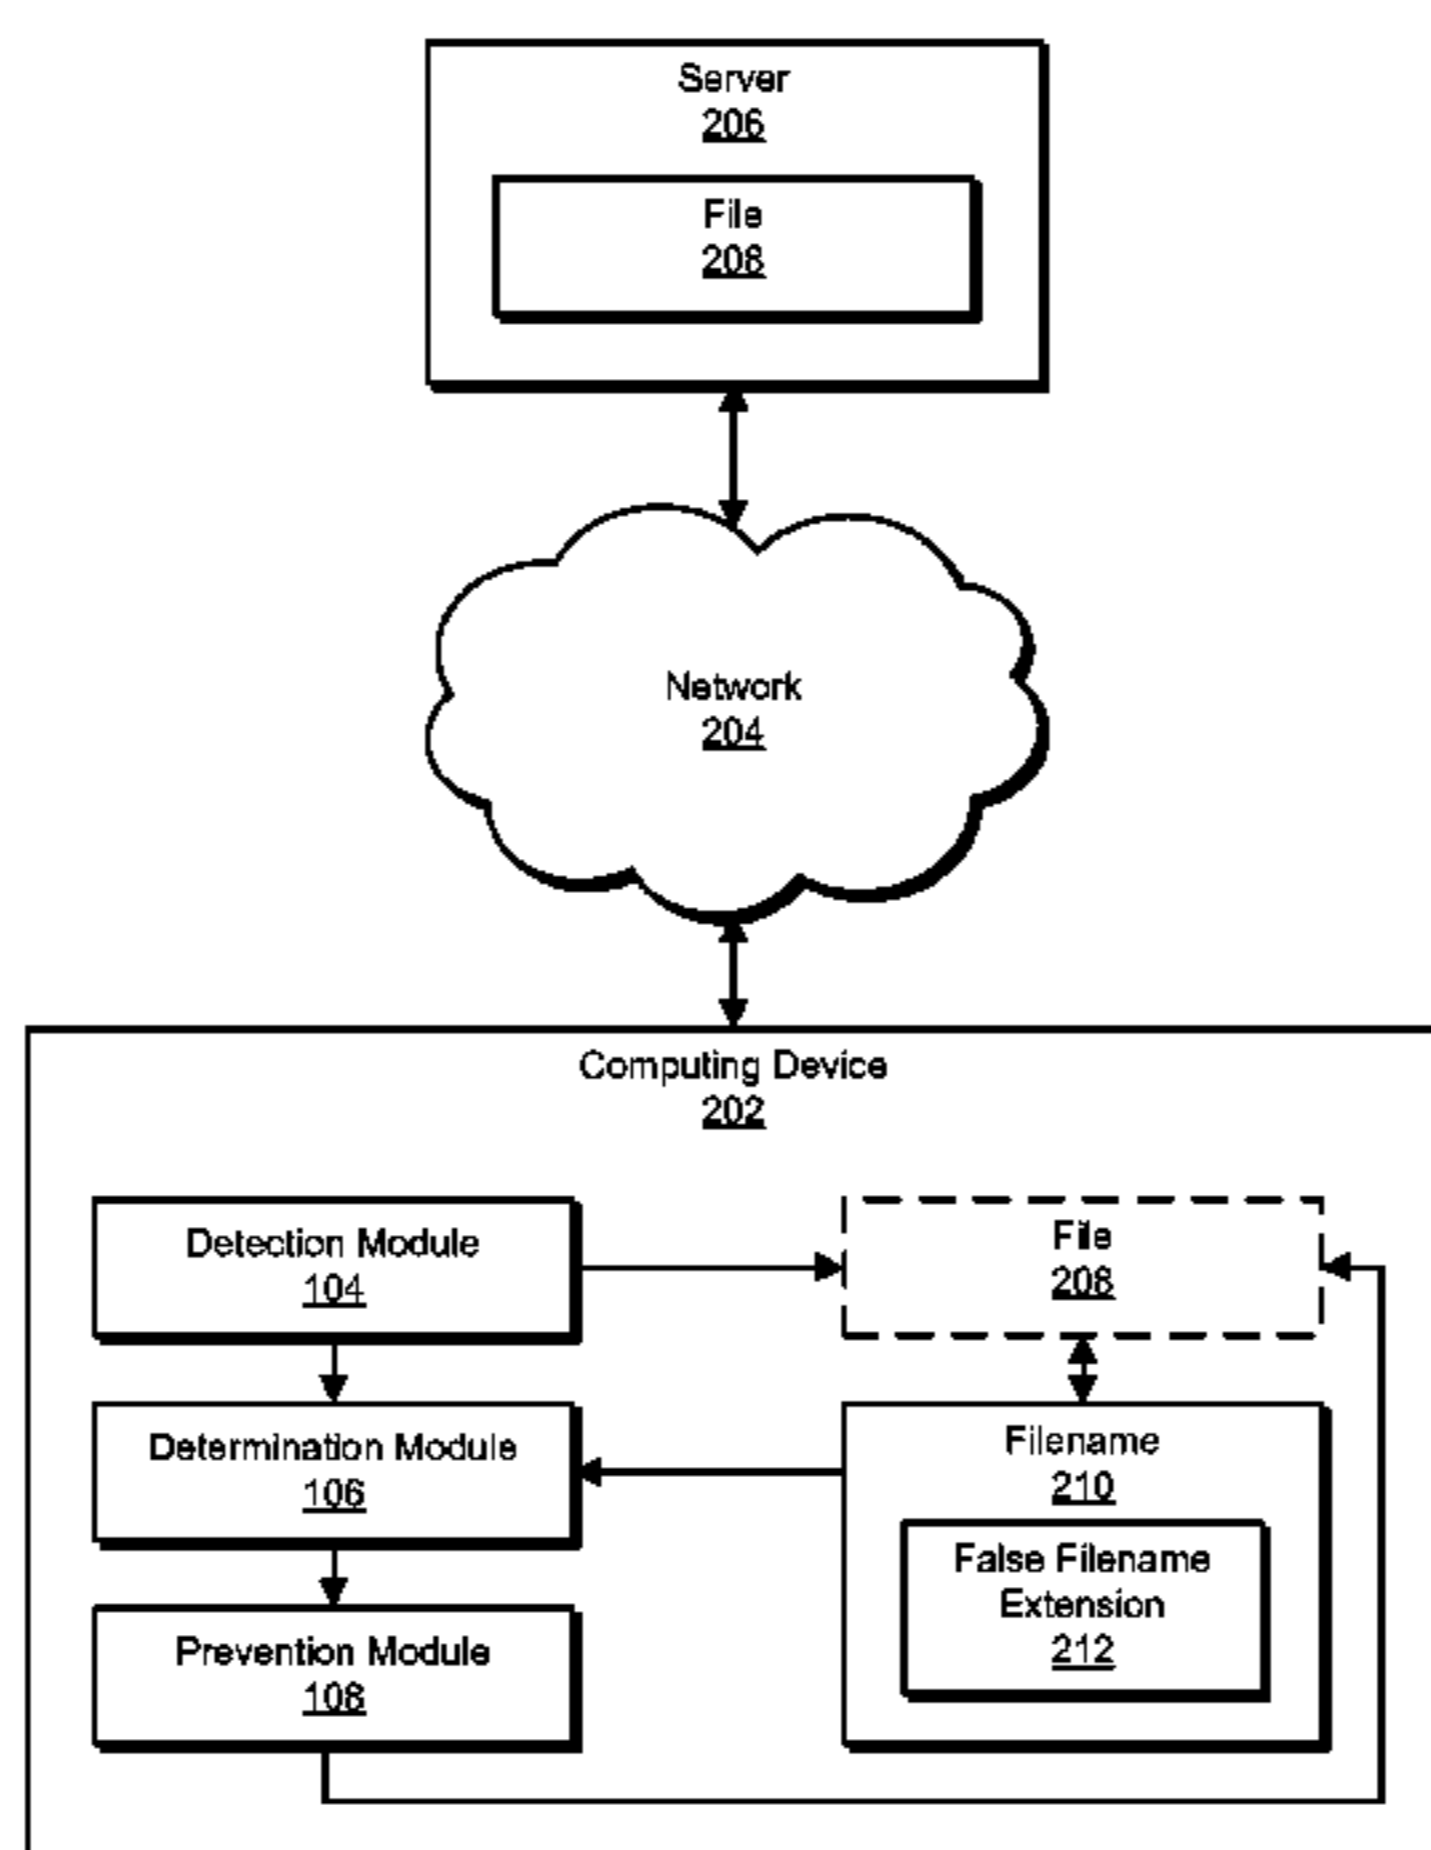 Server
206
File
208
Network
204
Computing Device
202
Detection Module
104
File
208
Determination Module
106
Filename
210
False Filename
Extension
212
Prevention Module
108